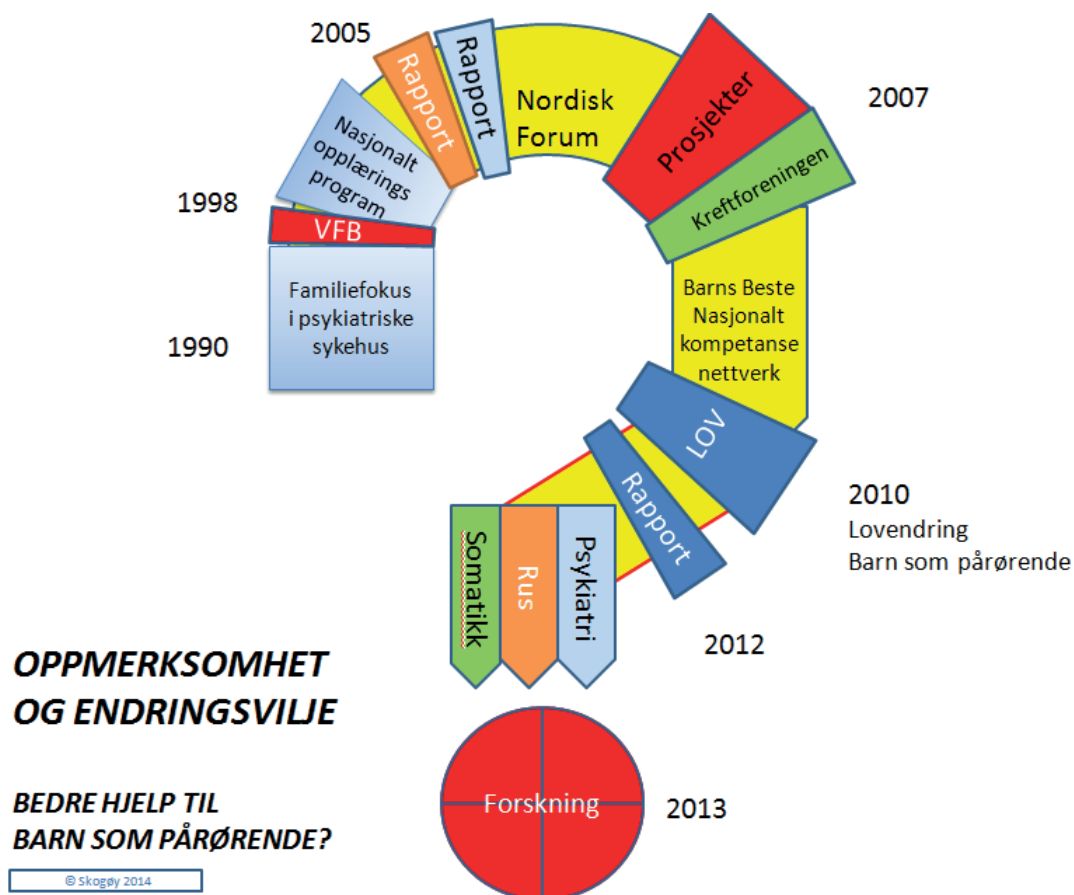 2005
Rapport
Rapport
Nordisk
Forum
Prosjekter
2007
Kreftforeningen
Nasjonalt
opplærings
program
1998
VFB
Familiefokus
i psykiatriske
sykehus
1990
Barns Beste
Nasjonalt
kompetanse
nettverk
LOV
2010
Lovendring
Barn som pårørende
Rapport
2012
Somatikk
Rus
Psykiatri
OPPMERKSOMHET
OG ENDRINGSVILJE
Forskning
2013
BEDRE HJELP TIL
BARN SOM PÅRØRENDE?
© Skogøy 2014